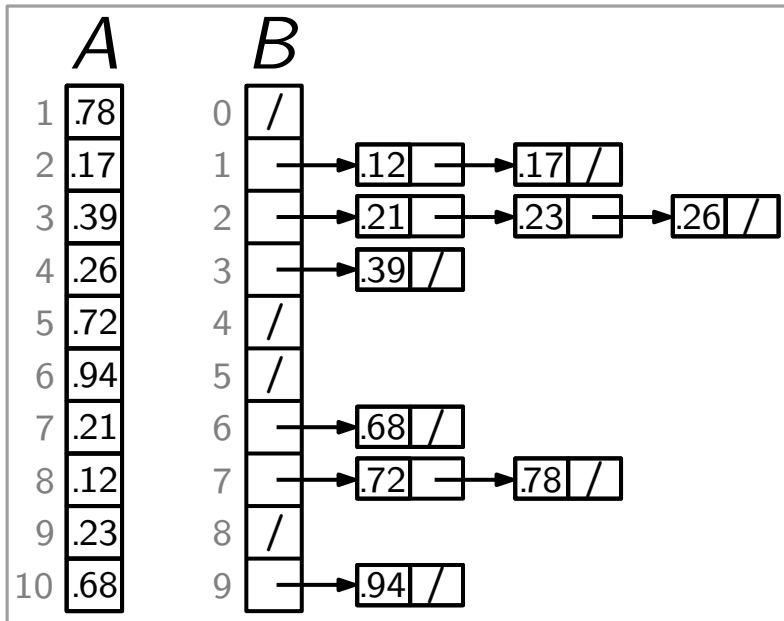 A B
1 .78 0 /
2 .17 1 .12 .17 /
3 .39 2 .21 .23 .26 /
4 .26 3 .39 /
5 .72 4 /
6 .94 5 /
7 .21 6 .68 /
8 .12 7 .72 .78 /
9 .23 8 /
10 .68 9 .94 /